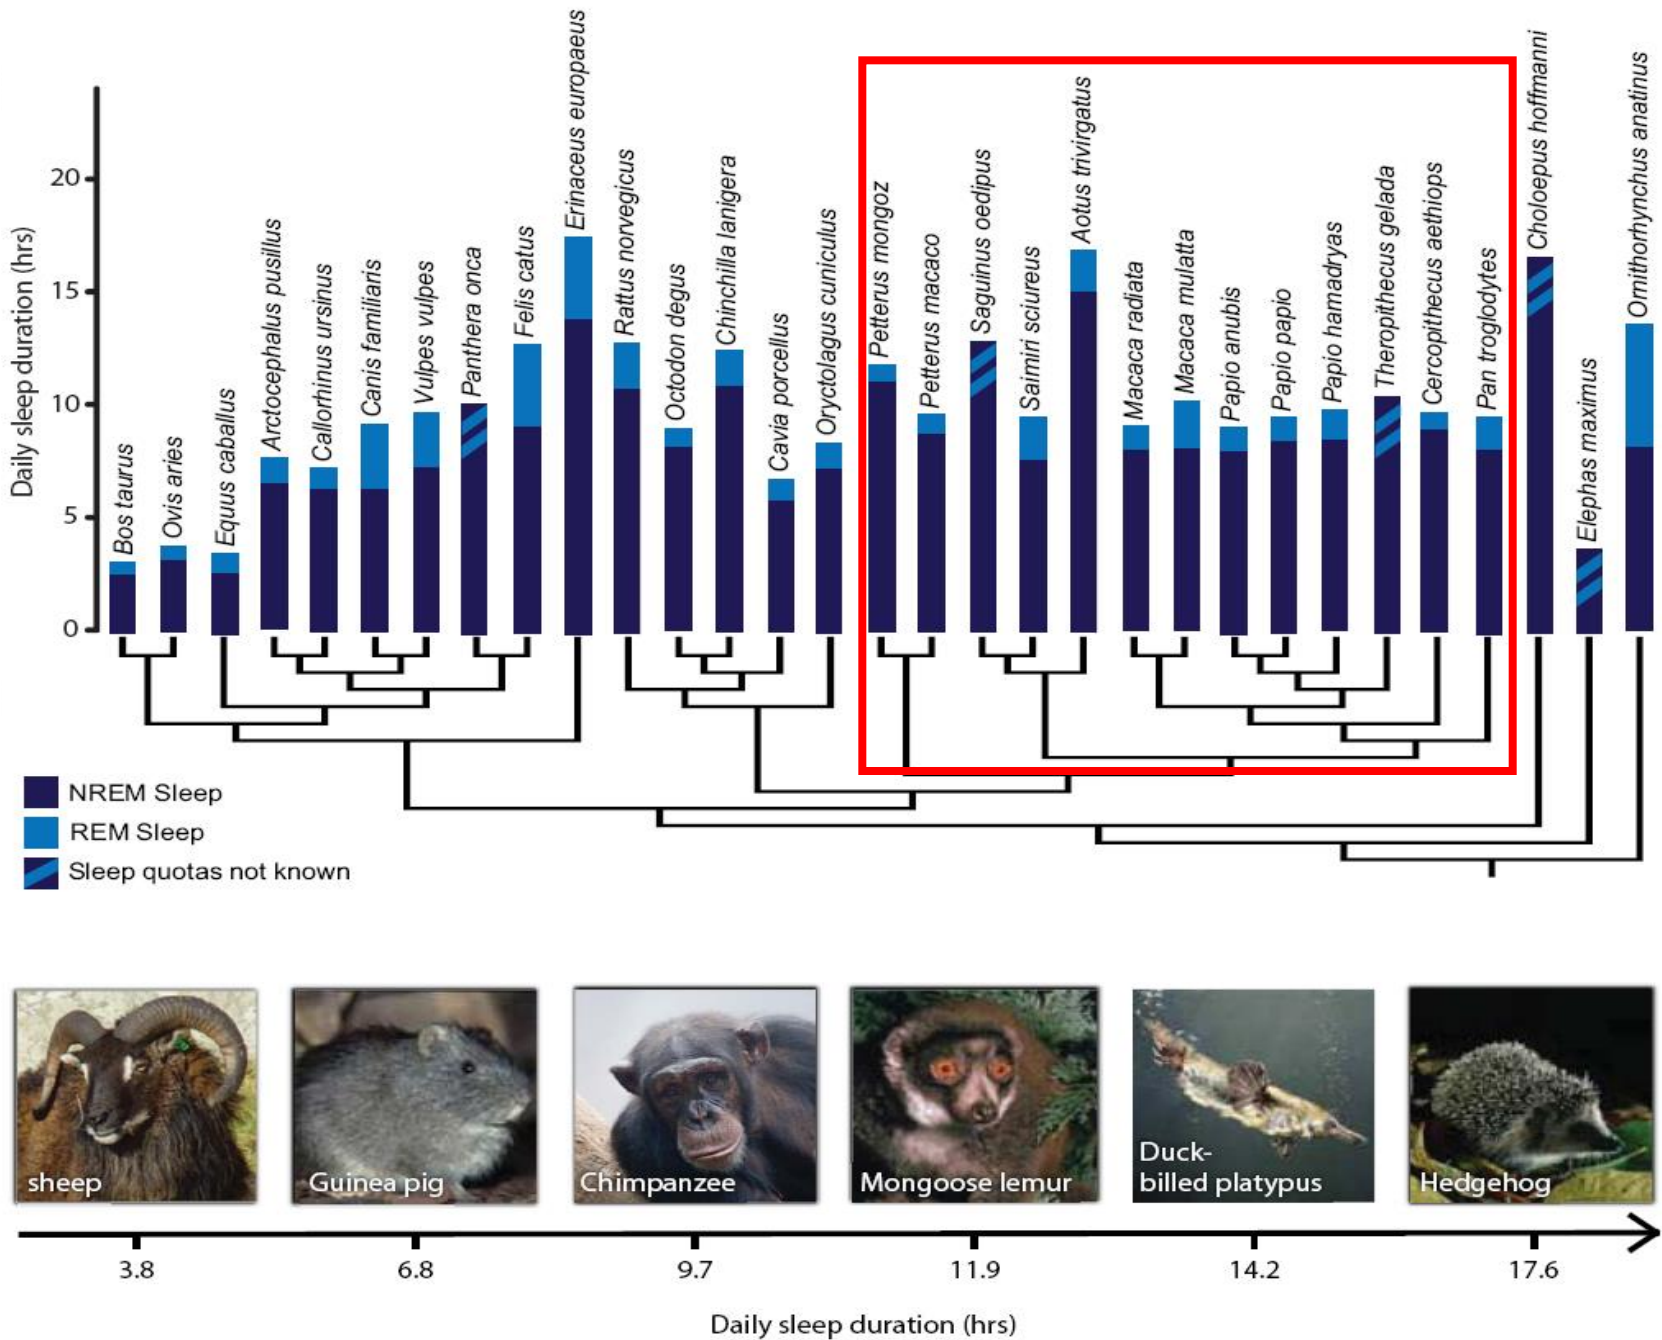 Daily sleep duration (hrs)
20
15
10
5
0
Bos taurus
Ovis aries
Equus caballus
Arctocephalus pusillus
Callorhinus ursinus
Canis familiaris
Vulpes vulpes
Panthera onca
Felis catus
Erinaceus europaeus
Rattus norvegicus
Octodon degus
Chinchilla lanigera
Cavia porcellus
Oryctolagus cuniculus
Petterus mongoz
Petterus macaco
Saguinus oedipus
Saimiri sciureus
Aotus trivirgatus
Macaca radiata
Macaca mulatta
Papio anubis
Papio papio
Papio hamadryas
Theropithecus gelada
Cercopithecus aethiops
Pan troglodytes
Choloepus hoffmanni
Elephas maximus
Ornithorhynchus anatinus
NREM Sleep
REM Sleep
Sleep quotas not known
sheep
Guinea pig
Chimpanzee
Mongoose lemur
Duck-
billed platypus
Hedgehog
3.8
6.8
9.7
11.9
14.2
17.6
Daily sleep duration (hrs)